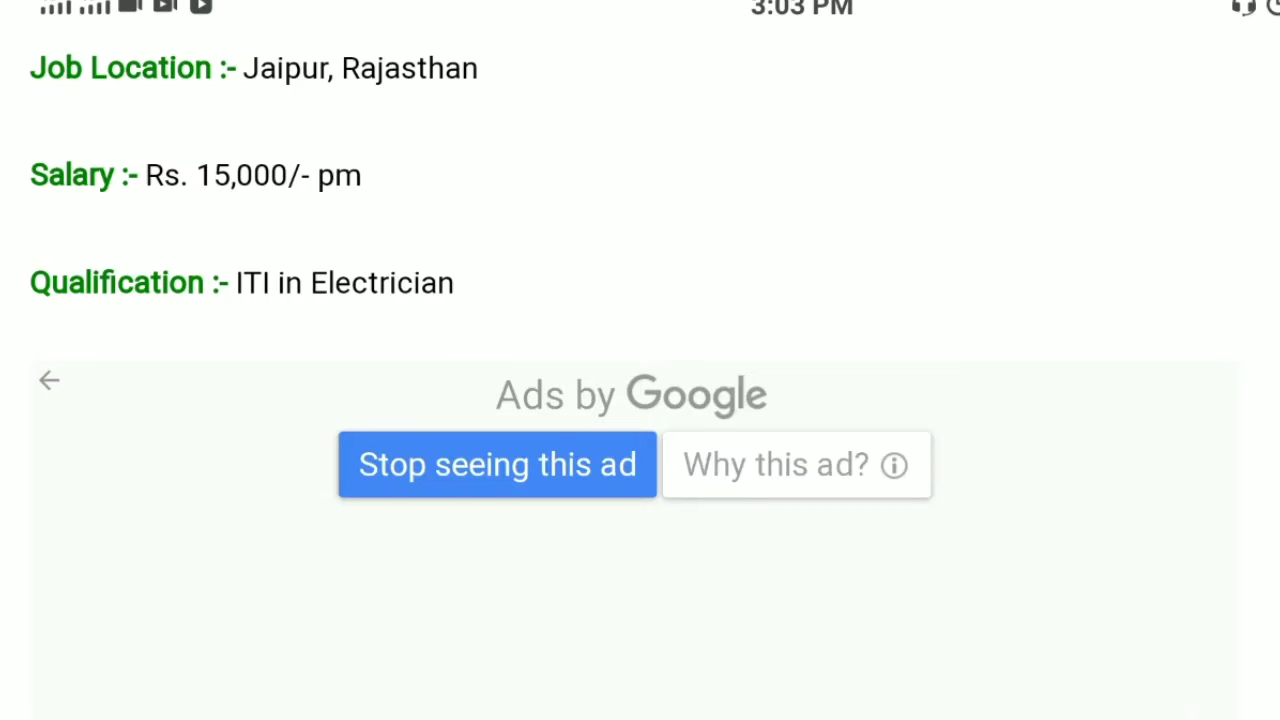 3:03 PM
Job Location :- Jaipur, Rajasthan
Salary :- Rs. 15,000/- pm
Qualification :- ITI in Electrician
Ads by Google
Stop seeing this ad
Why this ad?